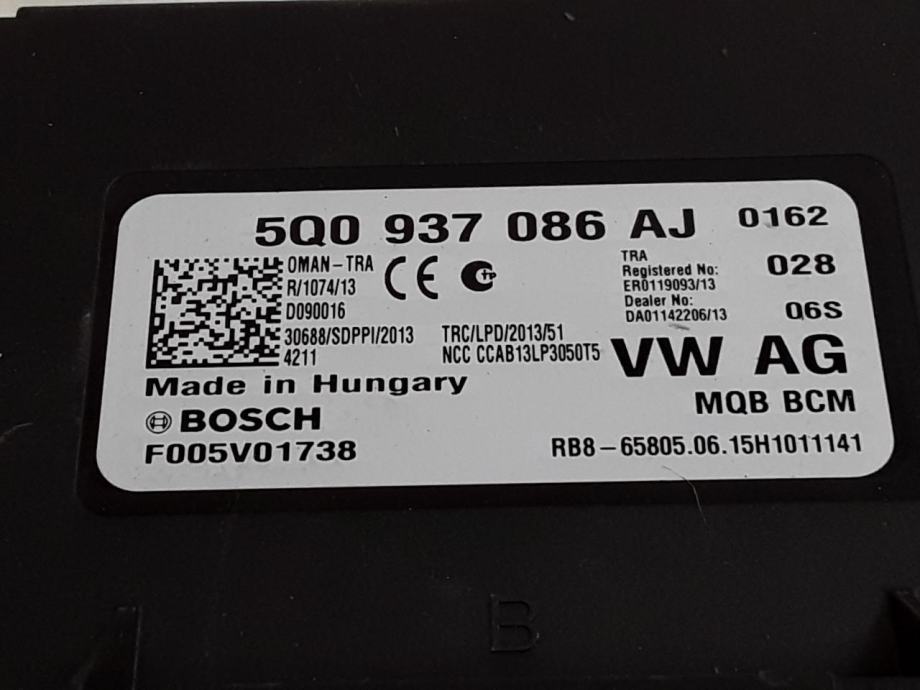 5Q0 937 086 AJ 0162
OMAN-TRA
R/1074/13
D090016
CE
TRA
Registered No:
ER0119093/13
Dealer No:
DA01142206/13
028
Q6S
30688/SDPPI/2013
4211
TRC/LPD/2013/51
NCC CCAB13LP3050T5
VW AG
Made in Hungary
MQB BCM
BOSCH
F005V01738
RB8-65805.06.15H1011141
B